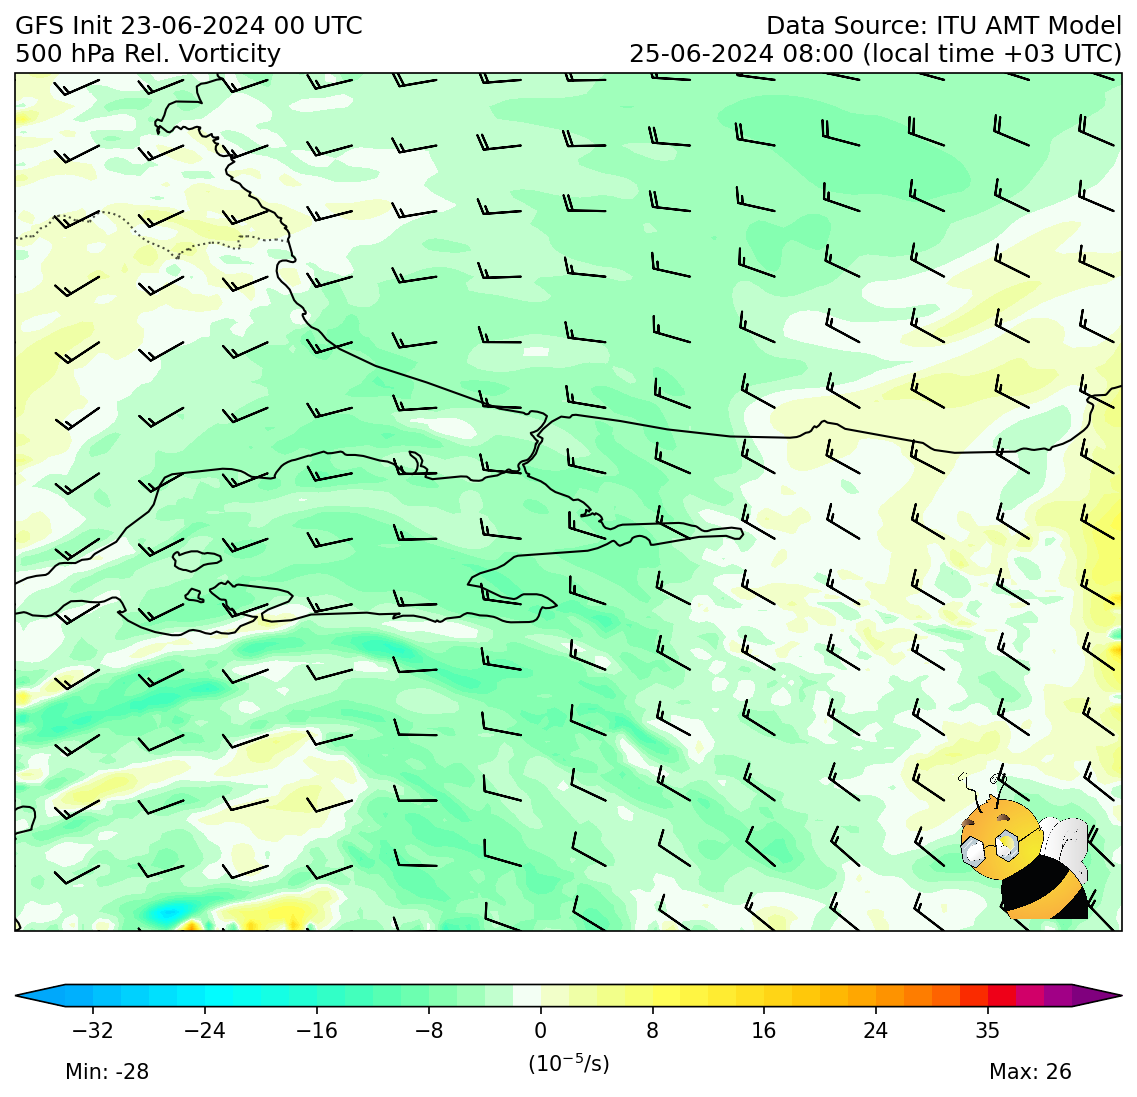 GFS Init 23-06-2024 00 UTC
Data Source: ITU AMT Model
500 hPa Rel. Vorticity
25-06-2024 08:00 (local time +03 UTC)
−32 −24 −16 −8 0 8 16 24 35
(10⁻⁵/s)
Min: -28
Max: 26